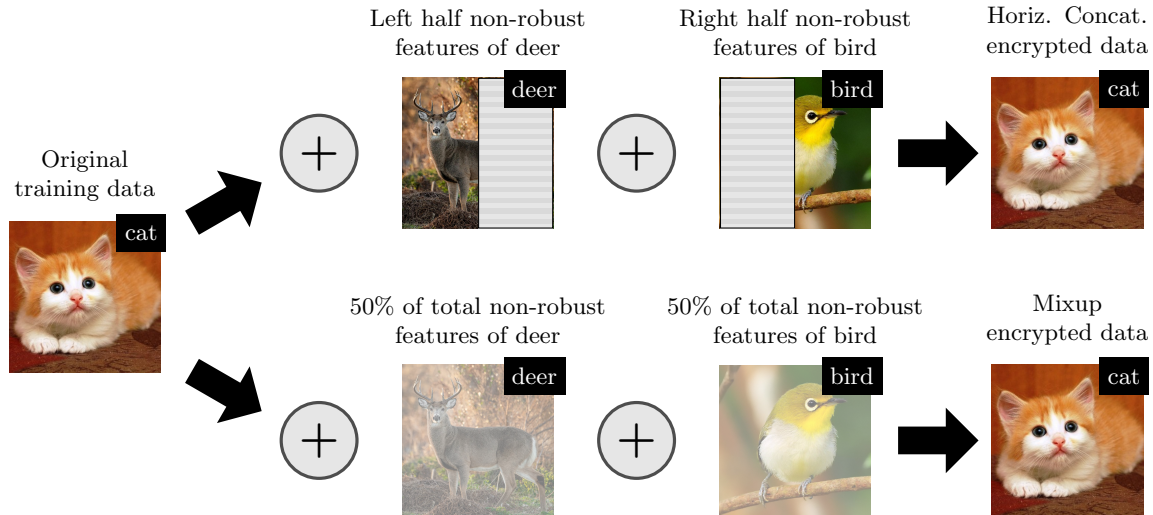 Original
training data
cat
Left half non-robust
features of deer
deer
Right half non-robust
features of bird
bird
Horiz. Concat.
encrypted data
cat
50% of total non-robust
features of deer
deer
50% of total non-robust
features of bird
bird
Mixup
encrypted data
cat